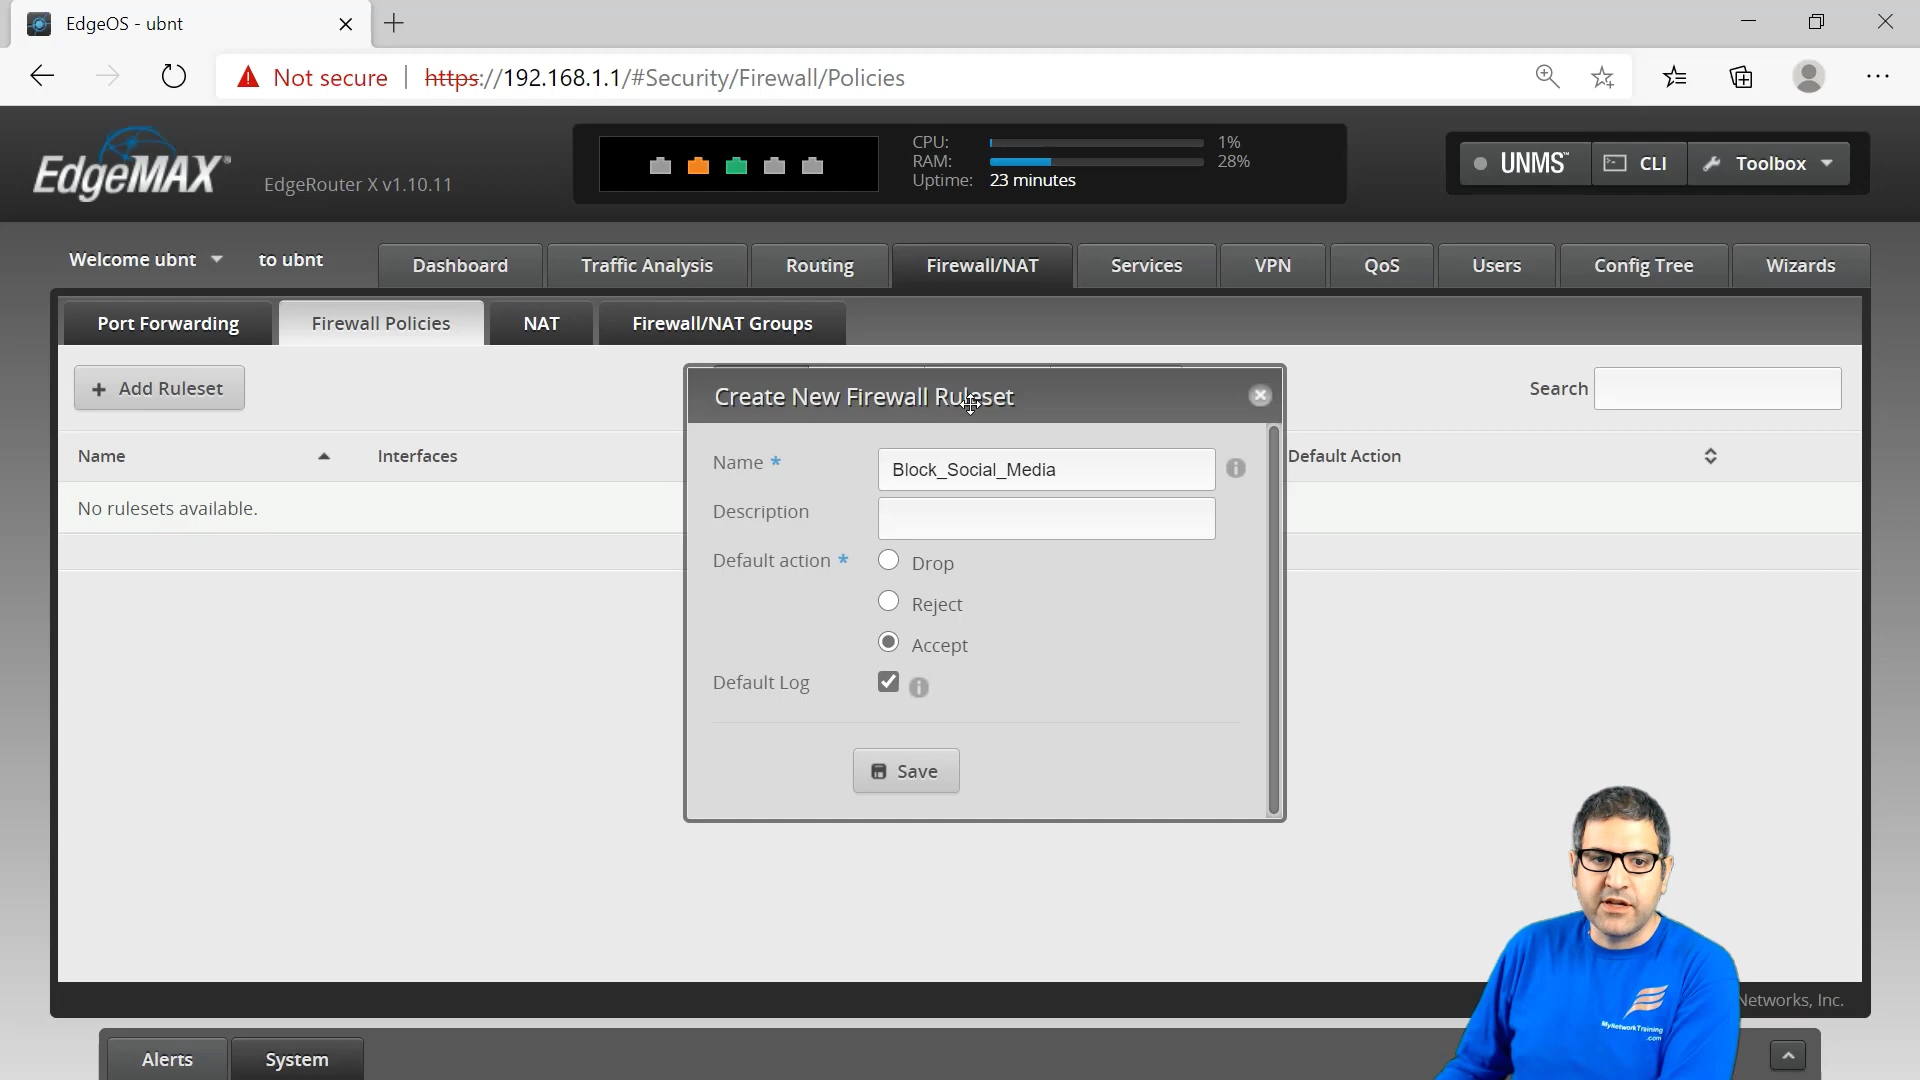 EdgeOS - ubnt
Not secure | https://192.168.1.1/#Security/Firewall/Policies
EdgeMAX
EdgeRouter X v1.10.11
CPU: 1%
RAM: 28%
Uptime: 23 minutes
UNMS™ CLI Toolbox
Welcome ubnt to ubnt
Dashboard Traffic Analysis Routing Firewall/NAT Services VPN QoS Users Config Tree Wizards
Port Forwarding Firewall Policies NAT Firewall/NAT Groups
+ Add Ruleset
Search
Create New Firewall Ruleset
Name Interfaces
Default Action
No rulesets available.
Name * Block_Social_Media
Description
Default action * Drop
Reject
Accept
Default Log
Save
MyNetworkTraining
.com
Networks, Inc.
Alerts System